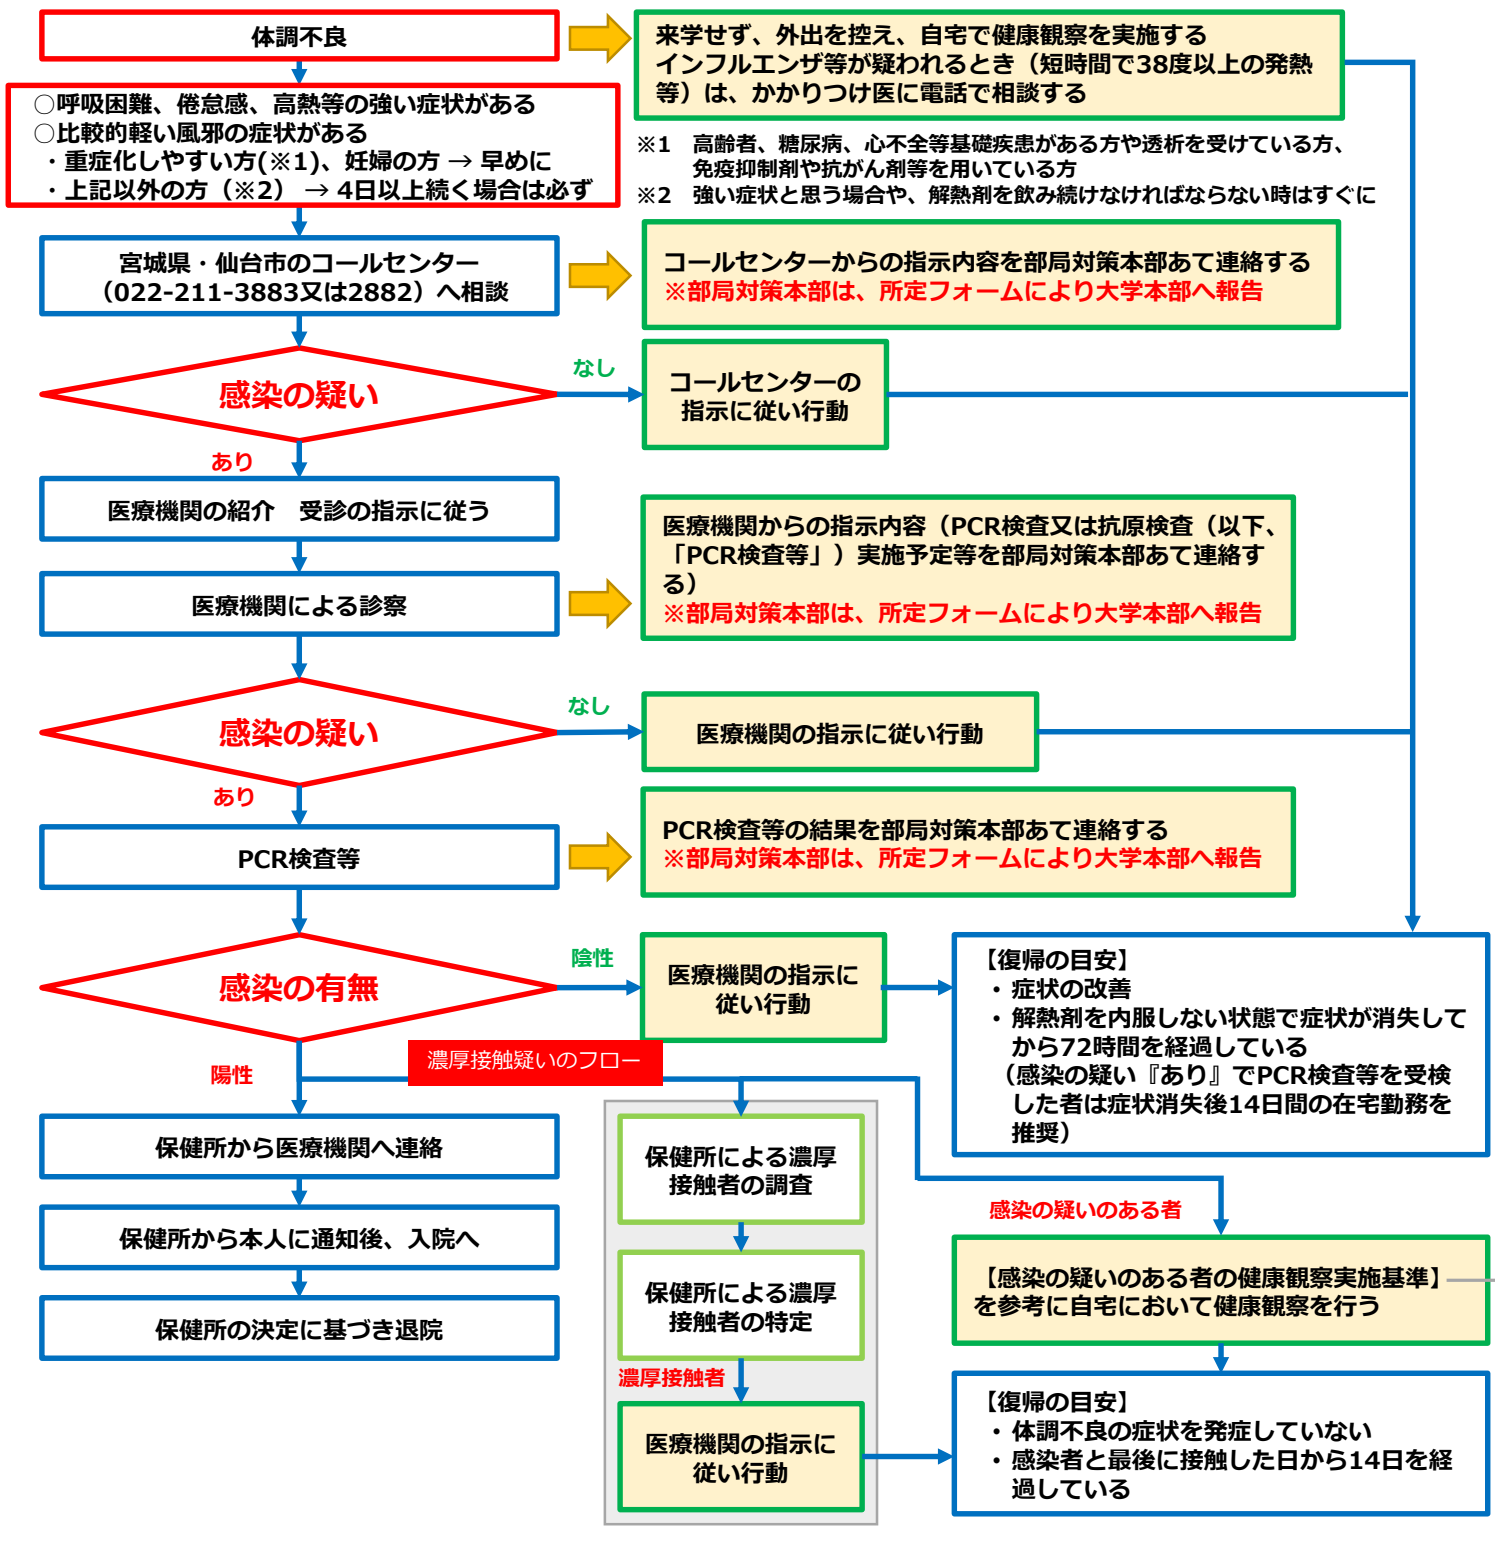 体調不良
来学せず、外出を控え、自宅で健康観察を実施する
インフルエンザ等が疑われるとき（短時間で38度以上の発熱
等）は、かかりつけ医に電話で相談する
○呼吸困難、倦怠感、高熱等の強い症状がある
○比較的軽い風邪の症状がある
・重症化しやすい方(※1)、妊婦の方 → 早めに
・上記以外の方（※2） → 4日以上続く場合は必ず
※1　高齢者、糖尿病、心不全等基礎疾患がある方や透析を受けている方、
免疫抑制剤や抗がん剤等を用いている方
※2　強い症状と思う場合や、解熱剤を飲み続けなければならない時はすぐに
宮城県・仙台市のコールセンター
（022-211-3883又は2882）へ相談
コールセンターからの指示内容を部局対策本部あて連絡する
※部局対策本部は、所定フォームにより大学本部へ報告
感染の疑い
なし
コールセンターの
指示に従い行動
あり
医療機関の紹介　受診の指示に従う
医療機関からの指示内容（PCR検査又は抗原検査（以下、
「PCR検査等」）実施予定等を部局対策本部あて連絡す
る）
※部局対策本部は、所定フォームにより大学本部へ報告
医療機関による診察
感染の疑い
なし
医療機関の指示に従い行動
あり
PCR検査等
PCR検査等の結果を部局対策本部あて連絡する
※部局対策本部は、所定フォームにより大学本部へ報告
感染の有無
陰性
医療機関の指示に
従い行動
【復帰の目安】
・症状の改善
・解熱剤を内服しない状態で症状が消失して
から72時間を経過している
（感染の疑い『あり』でPCR検査等を受検
した者は症状消失後14日間の在宅勤務を
推奨）
陽性
濃厚接触疑いのフロー
保健所から医療機関へ連絡
保健所から本人に通知後、入院へ
保健所の決定に基づき退院
保健所による濃厚
接触者の調査
保健所による濃厚
接触者の特定
濃厚接触者
医療機関の指示に
従い行動
感染の疑いのある者
【感染の疑いのある者の健康観察実施基準】
を参考に自宅において健康観察を行う
【復帰の目安】
・体調不良の症状を発症していない
・感染者と最後に接触した日から14日を経
過している